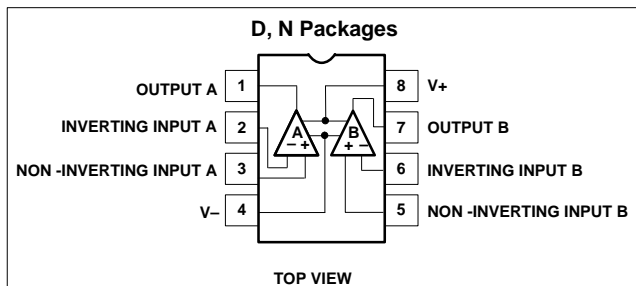 D, N Packages
OUTPUT A 1 8 V+
INVERTING INPUT A 2 7 OUTPUT B
NON -INVERTING INPUT A 3 6 INVERTING INPUT B
V– 4 5 NON -INVERTING INPUT B
A B
– + + –
TOP VIEW